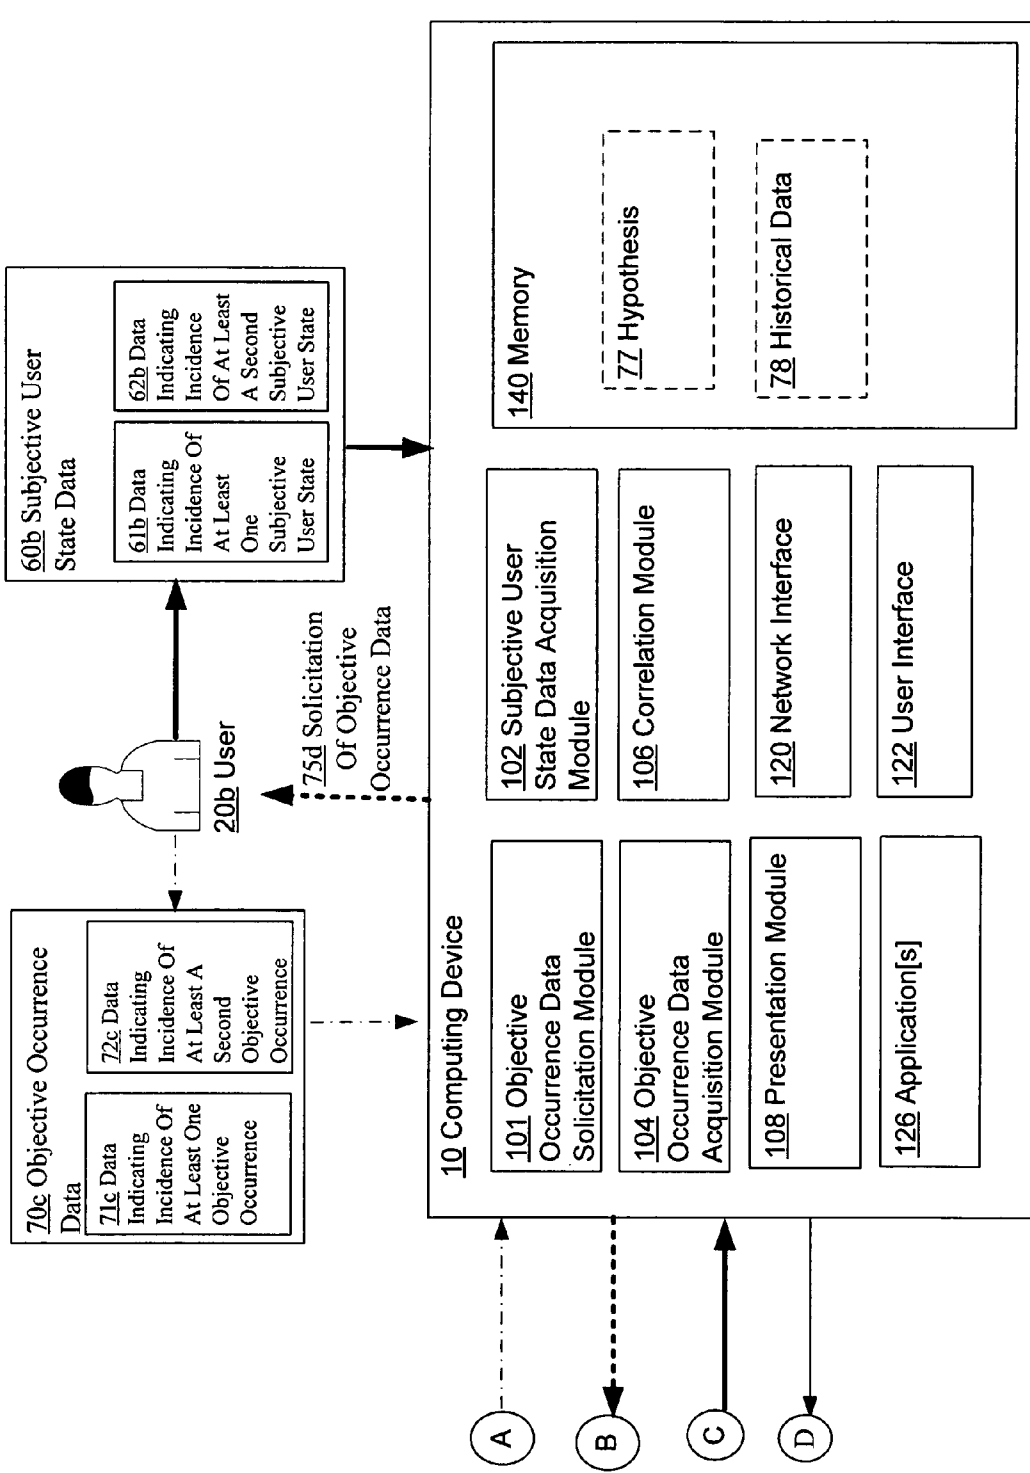 70c Objective Occurrence
Data
71c Data
Indicating
Incidence Of
At Least One
Objective
Occurrence
72c Data
Indicating
Incidence Of
At Least A
Second
Objective
Occurrence
20b User
60b Subjective User
State Data
61b Data
Indicating
Incidence Of
At Least
One
Subjective
User State
62b Data
Indicating
Incidence
Of At Least
A Second
Subjective
User State
75d Solicitation
Of Objective
Occurrence Data
10 Computing Device
101 Objective
Occurrence Data
Solicitation Module
102 Subjective User
State Data Acquisition
Module
104 Objective
Occurrence Data
Acquisition Module
106 Correlation Module
108 Presentation Module
120 Network Interface
126 Application[s]
122 User Interface
140 Memory
77 Hypothesis
78 Historical Data
A
B
C
D